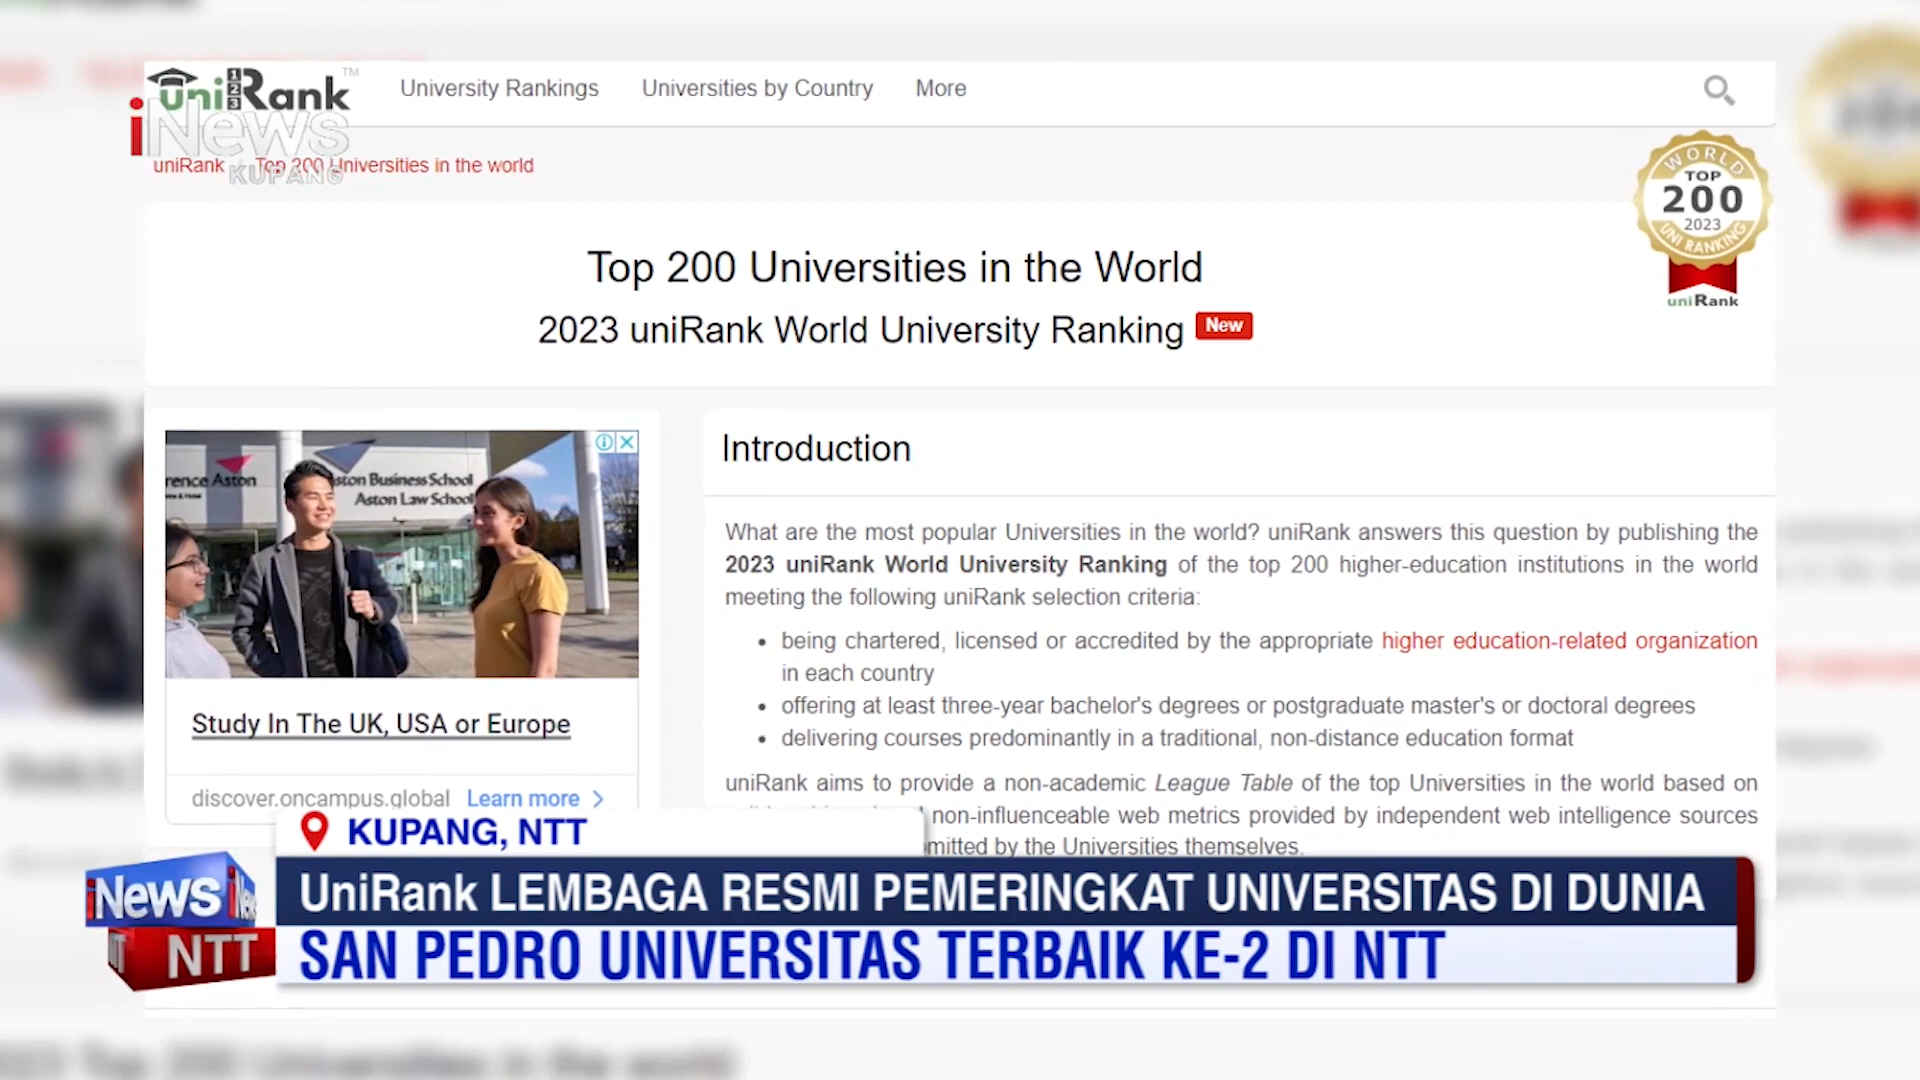 uniRank™ University Rankings Universities by Country More
iNews
KUPANG
uniRank / Top 200 Universities in the world
WORLD
TOP
200
2023
UNI RANKING
uniRank
Top 200 Universities in the World
2023 uniRank World University Ranking New
rence Aston
ston Business School
Aston Law School
Study In The UK, USA or Europe
discover.oncampus.global Learn more
Introduction
What are the most popular Universities in the world? uniRank answers this question by publishing the
2023 uniRank World University Ranking of the top 200 higher-education institutions in the world
meeting the following uniRank selection criteria:
• being chartered, licensed or accredited by the appropriate higher education-related organization
in each country
• offering at least three-year bachelor's degrees or postgraduate master's or doctoral degrees
• delivering courses predominantly in a traditional, non-distance education format
uniRank aims to provide a non-academic League Table of the top Universities in the world based on
non-influenceable web metrics provided by independent web intelligence sources
mitted by the Universities themselves.
KUPANG, NTT
iNews
NTT
UniRank LEMBAGA RESMI PEMERINGKAT UNIVERSITAS DI DUNIA
SAN PEDRO UNIVERSITAS TERBAIK KE-2 DI NTT